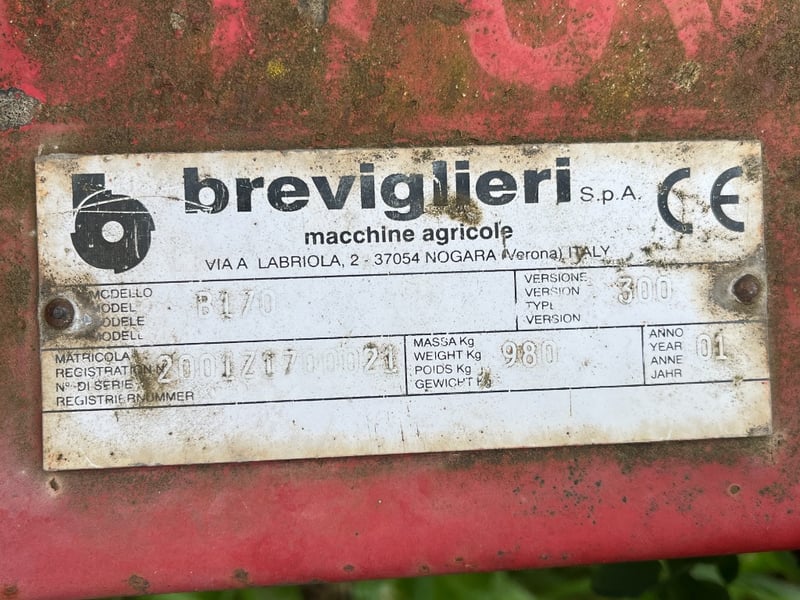 breviglieri S.p.A. CE
macchine agricole
VIA A LABRIOLA, 2 - 37054 NOGARA (Verona) ITALY
MODELLO
MODEL
MODELE
MODELL
B170
VERSIONE
VERSION
TYPE
VERSION
300
MATRICOLA
REGISTRATION N.
N° DI SERIE
REGISTRIERNUMMER
2001Z1700021
MASSA Kg
WEIGHT Kg
POIDS Kg
GEWICHT Kg
980
ANNO
YEAR
ANNE
JAHR
01